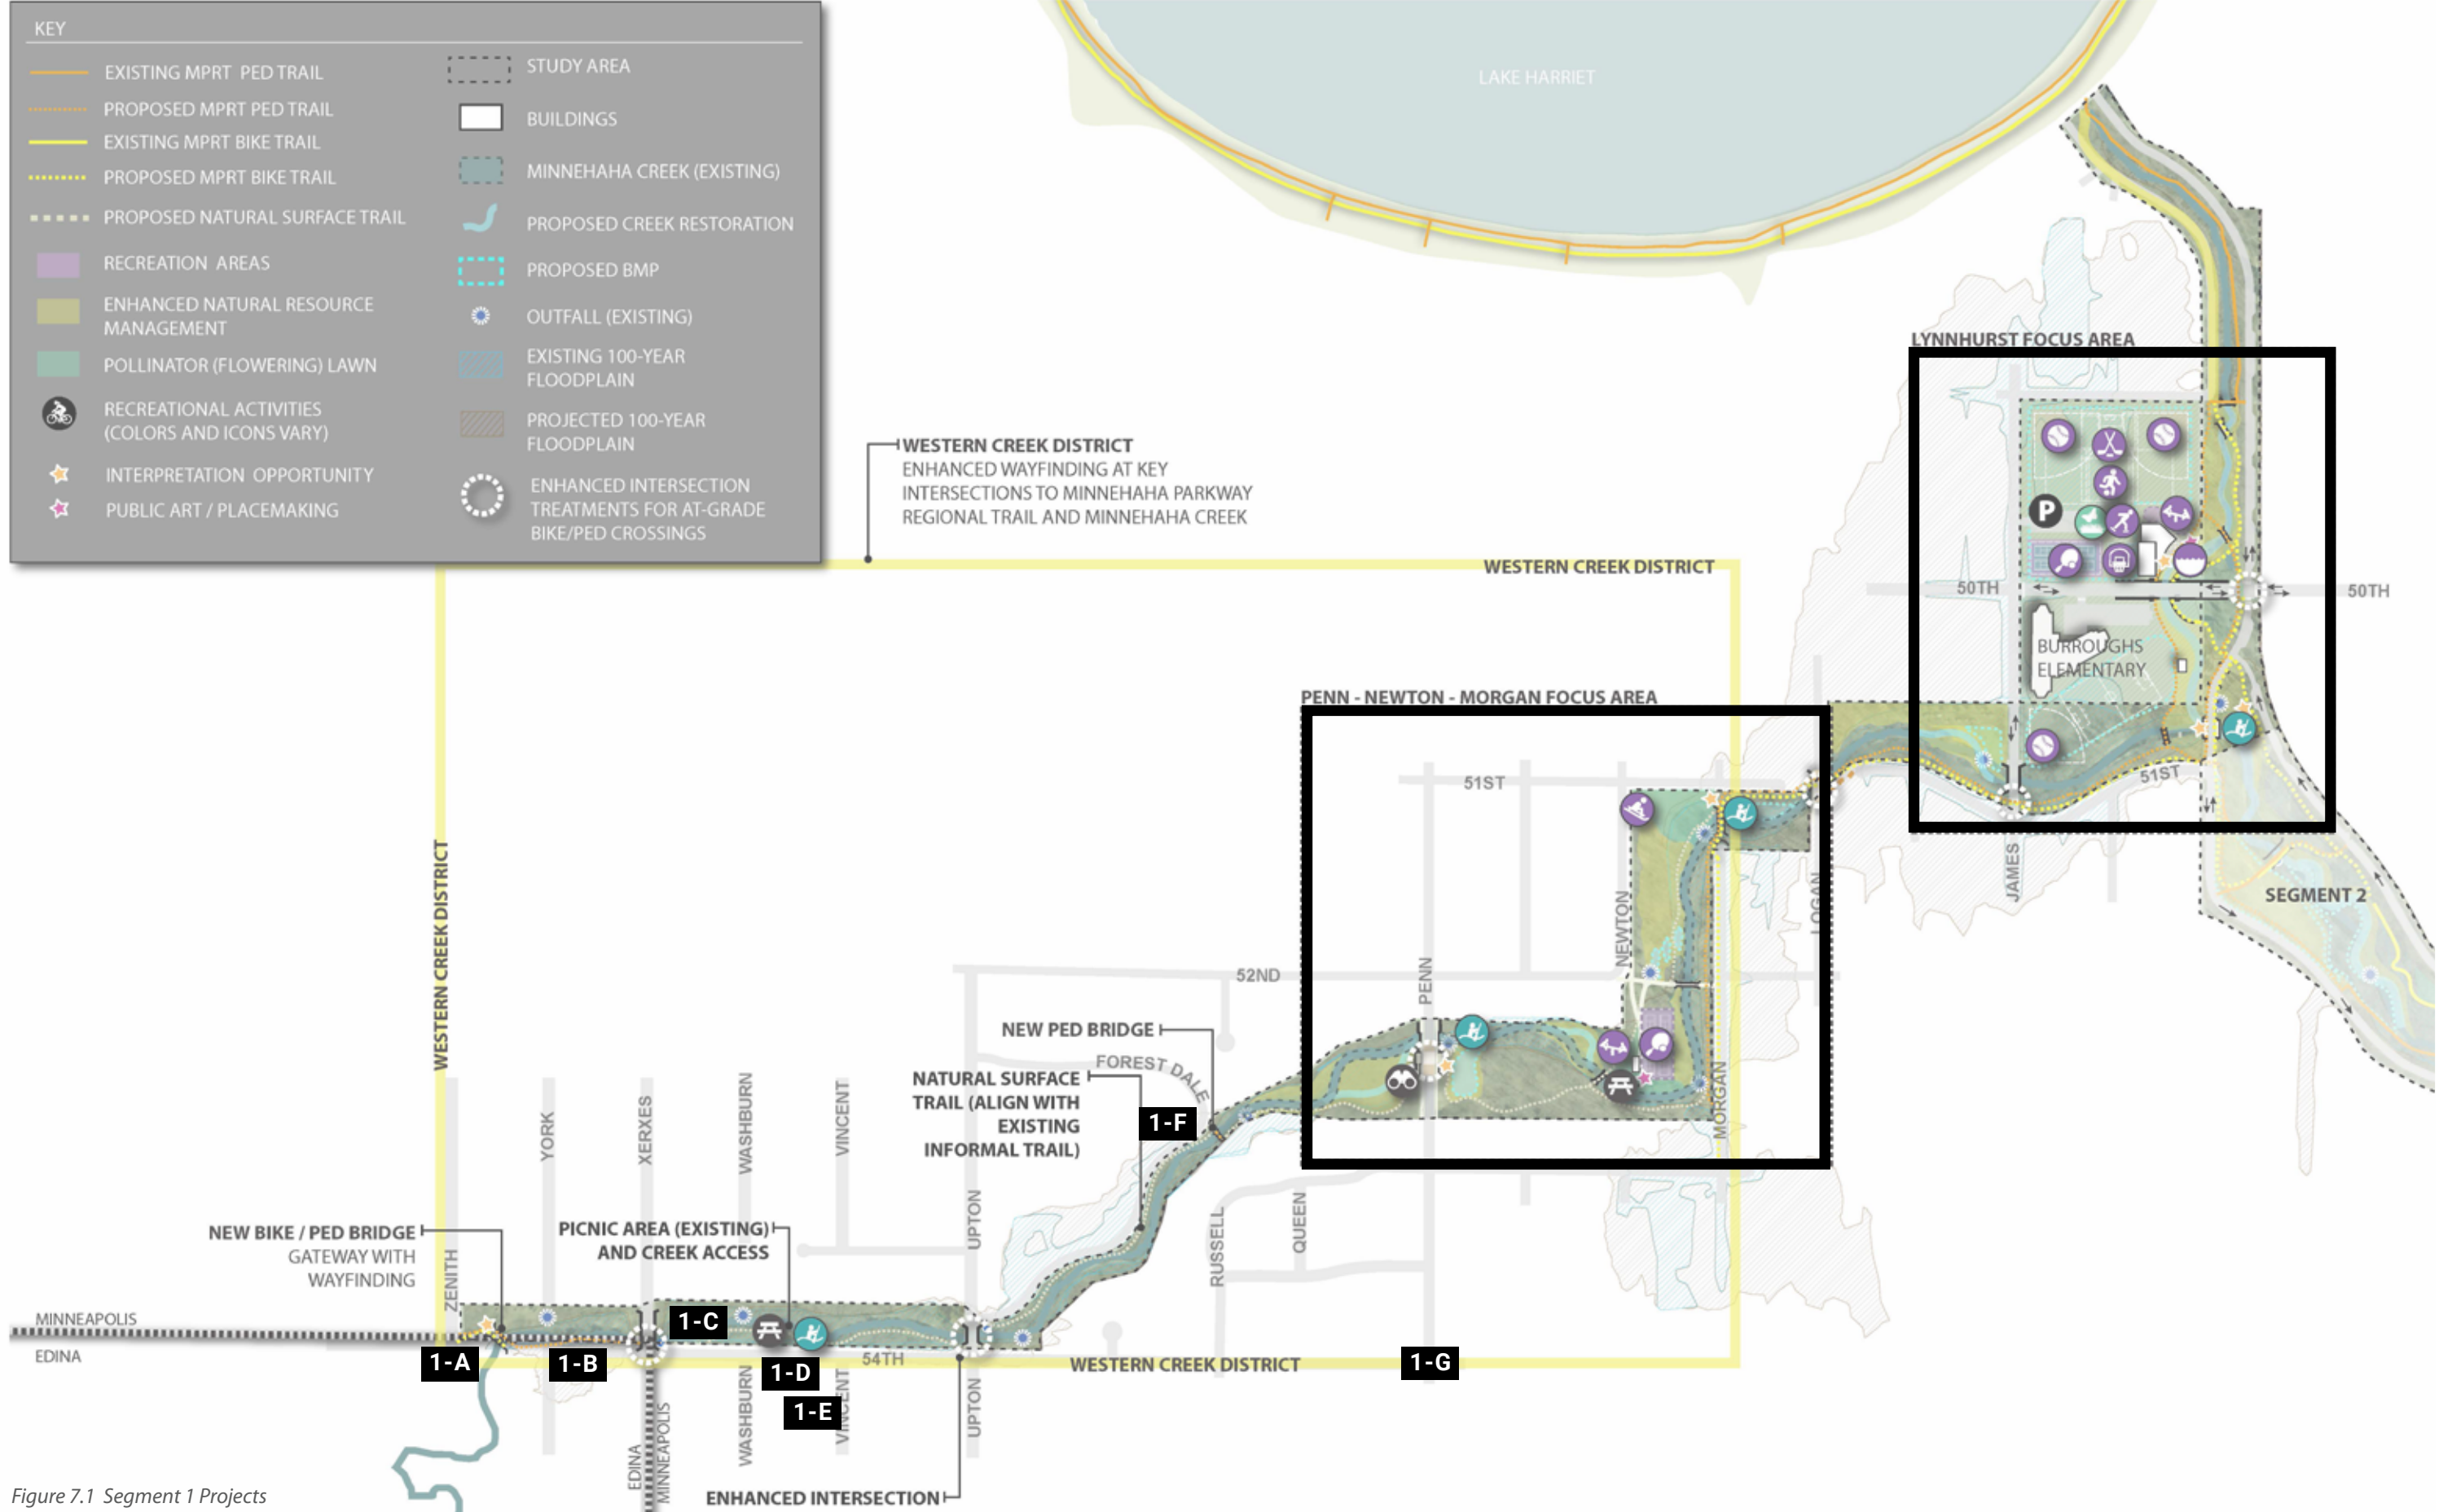 KEY
EXISTING MPRT PED TRAIL
PROPOSED MPRT PED TRAIL
EXISTING MPRT BIKE TRAIL
PROPOSED MPRT BIKE TRAIL
PROPOSED NATURAL SURFACE TRAIL
RECREATION AREAS
ENHANCED NATURAL RESOURCE
MANAGEMENT
POLLINATOR (FLOWERING) LAWN
RECREATIONAL ACTIVITIES
(COLORS AND ICONS VARY)
INTERPRETATION OPPORTUNITY
PUBLIC ART / PLACEMAKING
STUDY AREA
BUILDINGS
MINNEHAHA CREEK (EXISTING)
PROPOSED CREEK RESTORATION
PROPOSED BMP
OUTFALL (EXISTING)
EXISTING 100-YEAR
FLOODPLAIN
PROJECTED 100-YEAR
FLOODPLAIN
ENHANCED INTERSECTION
TREATMENTS FOR AT-GRADE
BIKE/PED CROSSINGS
LAKE HARRIET
LYNNHURST FOCUS AREA
P
50TH
50TH
BURROUGHS
ELEMENTARY
51ST
JAMES
SEGMENT 2
WESTERN CREEK DISTRICT
ENHANCED WAYFINDING AT KEY
INTERSECTIONS TO MINNEHAHA PARKWAY
REGIONAL TRAIL AND MINNEHAHA CREEK
WESTERN CREEK DISTRICT
PENN - NEWTON - MORGAN FOCUS AREA
51ST
LOGAN
NEWTON
PENN
MORGAN
WESTERN CREEK DISTRICT
52ND
NEW PED BRIDGE
FOREST DALE
NATURAL SURFACE
TRAIL (ALIGN WITH
EXISTING
INFORMAL TRAIL)
1-F
YORK
XERXES
WASHBURN
VINCENT
UPTON
RUSSELL
QUEEN
ZENITH
NEW BIKE / PED BRIDGE
GATEWAY WITH
WAYFINDING
PICNIC AREA (EXISTING)
AND CREEK ACCESS
MINNEAPOLIS
EDINA
1-A
1-B
1-C
1-D
1-E
54TH
WESTERN CREEK DISTRICT
1-G
WASHBURN
VINCENT
UPTON
EDINA
MINNEAPOLIS
ENHANCED INTERSECTION
Figure 7.1 Segment 1 Projects